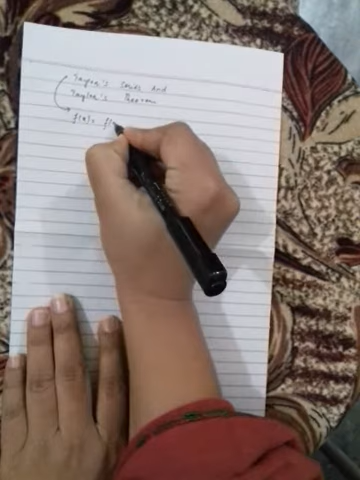 Taylor's Series and
Taylor's Theorem
f(x) = f(